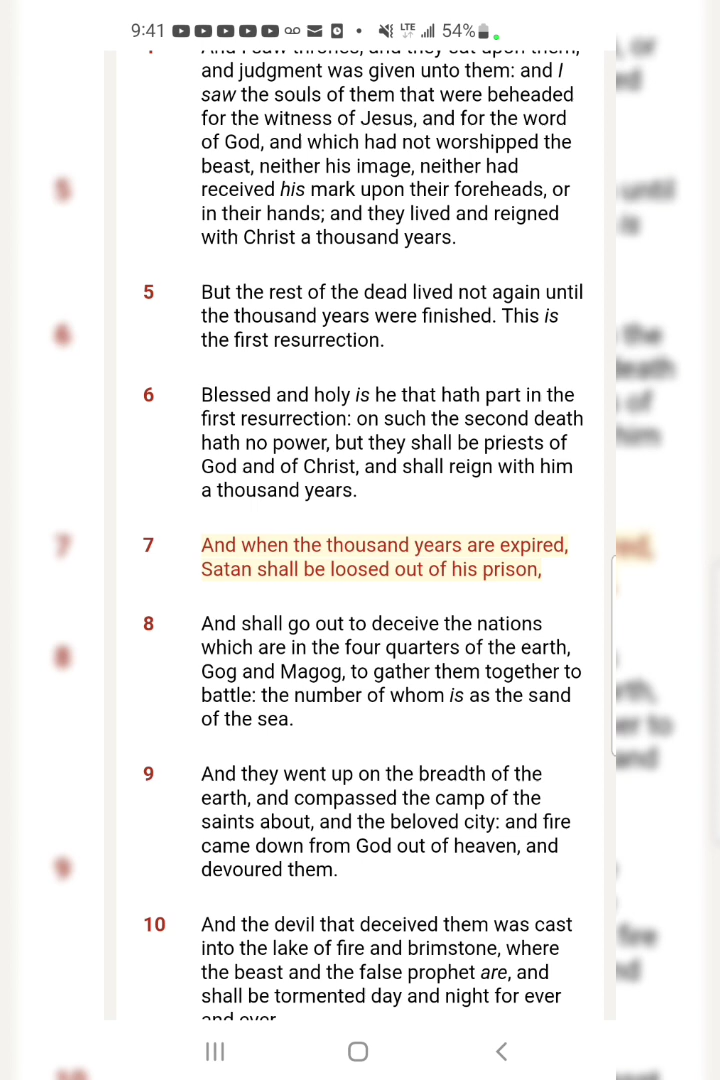 9:41 LTE 54%
And I saw thrones, and they sat upon them,
and judgment was given unto them: and I
saw the souls of them that were beheaded
for the witness of Jesus, and for the word
of God, and which had not worshipped the
beast, neither his image, neither had
received his mark upon their foreheads, or
in their hands; and they lived and reigned
with Christ a thousand years.
5 But the rest of the dead lived not again until
the thousand years were finished. This is
the first resurrection.
6 Blessed and holy is he that hath part in the
first resurrection: on such the second death
hath no power, but they shall be priests of
God and of Christ, and shall reign with him
a thousand years.
7 And when the thousand years are expired,
Satan shall be loosed out of his prison,
8 And shall go out to deceive the nations
which are in the four quarters of the earth,
Gog and Magog, to gather them together to
battle: the number of whom is as the sand
of the sea.
9 And they went up on the breadth of the
earth, and compassed the camp of the
saints about, and the beloved city: and fire
came down from God out of heaven, and
devoured them.
10 And the devil that deceived them was cast
into the lake of fire and brimstone, where
the beast and the false prophet are, and
shall be tormented day and night for ever
and ever